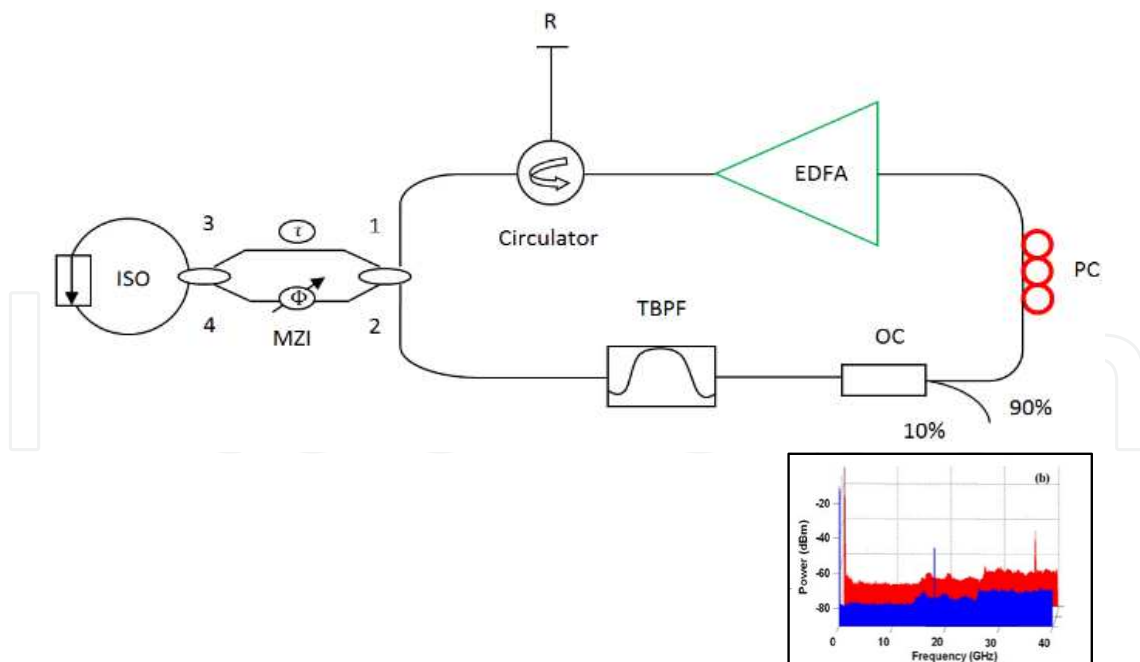 R
EDFA
Circulator
3
τ
1
PC
ISO
Φ
4
MZI
2
TBPF
OC
90%
10%
(b)
Power (dBm)
-20
-40
-60
-80
0
10
20
30
40
Frequency (GHz)